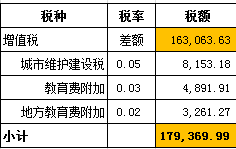 税种 税率 税额
增值税 差额 163,063.63
城市维护建设税 0.05 8,153.18
教育费附加 0.03 4,891.91
地方教育费附加 0.02 3,261.27
小计 179,369.99